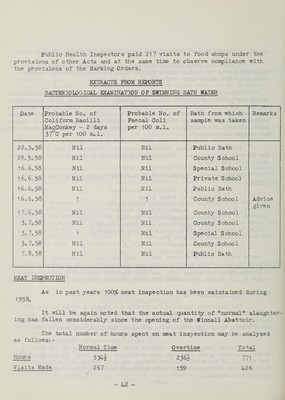 Public Health Inspectors paid 217 visits to food shops under the
provisions of other Acts and at the same time to observe compliance with
the provisions of the Marking Orders.
EXTRACTS FROM REPORTS
BACTERIOLOGICAL EXAMINATION OF SWIMMING BATH WATER
Date Probable No. of Coliform Bacilli MacConkey - 2 days 37°C per 100 m.l. Probable No. of Faecal Coli per 100 m.l. Bath from which sample was taken Remarks
22.5.58 Nil Nil Public Bath
29.5.58 Nil Nil County School
16.6.58 Nil Nil Special School
16.6.58 Nil Nil Private School
16.6.58 Nil Nil Public Bath
16.6.58 1 1 County School Advice given
17.6.58 Nil Nil County School
3.7.58 Nil Nil County School
3.7.58 1 Nil Special School
3.7.58 Nil Nil County School
7.8.58 Nil Nil Public Bath
MEAT INSPECTION
As in past years 100% meat inspection has been maintained during
1958.
It will be again noted that the actual quantity of "normal" slaughter-
ing has fallen considerably since the opening of the Winnall Abattoir.
The total number of hours spent on meat inspection may be analysed
as follows:-
Normal Time Overtime Total
Hours 534½ 236½ 771
Visits Made 267 159 426
- 42 -